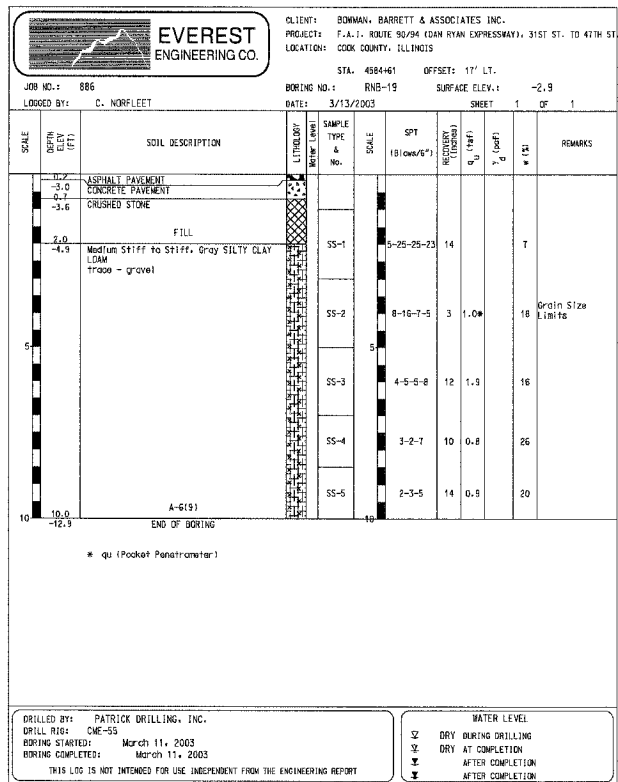 EVEREST
ENGINEERING CO.
CLIENT: BOWMAN, BARRETT & ASSOCIATES INC.
PROJECT: F.A.I. ROUTE 90/94 (DAN RYAN EXPRESSWAY), 31ST ST. TO 47TH ST.
LOCATION: COOK COUNTY, ILLINOIS
STA. 4584+61 OFFSET: 17' LT.
JOB NO.: 886
BORING NO.: RNB-19 SURFACE ELEV.: -2.9
LOGGED BY: C. NORFLEET
DATE: 3/13/2003 SHEET 1 OF 1
SCALE
DEPTH ELEV (FT)
SOIL DESCRIPTION
LITHOLOGY
Water Level
SAMPLE TYPE & No.
SCALE
SPT (Blows/6")
RECOVERY (Inches)
qu (tsf)
γd (pcf)
w (%)
REMARKS
0.2 ASPHALT PAVEMENT
-3.0 CONCRETE PAVEMENT
0.7
-3.6 CRUSHED STONE
FILL
2.0
-4.9 Medium Stiff to Stiff, Gray SILTY CLAY
LOAM
trace - gravel
SS-1 5-25-25-23 14 7
SS-2 8-16-7-5 3 1.0* 18 Grain Size
Limits
5 5
SS-3 4-5-5-8 12 1.9 16
SS-4 3-2-7 10 0.8 26
SS-5 2-3-5 14 0.9 20
A-6(9)
10 10.0 10
-12.9 END OF BORING
* qu (Pocket Penetrometer)
DRILLED BY: PATRICK DRILLING, INC.
DRILL RIG: CME-55
BORING STARTED: March 11, 2003
BORING COMPLETED: March 11, 2003
THIS LOG IS NOT INTENDED FOR USE INDEPENDENT FROM THE ENGINEERING REPORT
WATER LEVEL
DRY DURING DRILLING
DRY AT COMPLETION
AFTER COMPLETION
AFTER COMPLETION